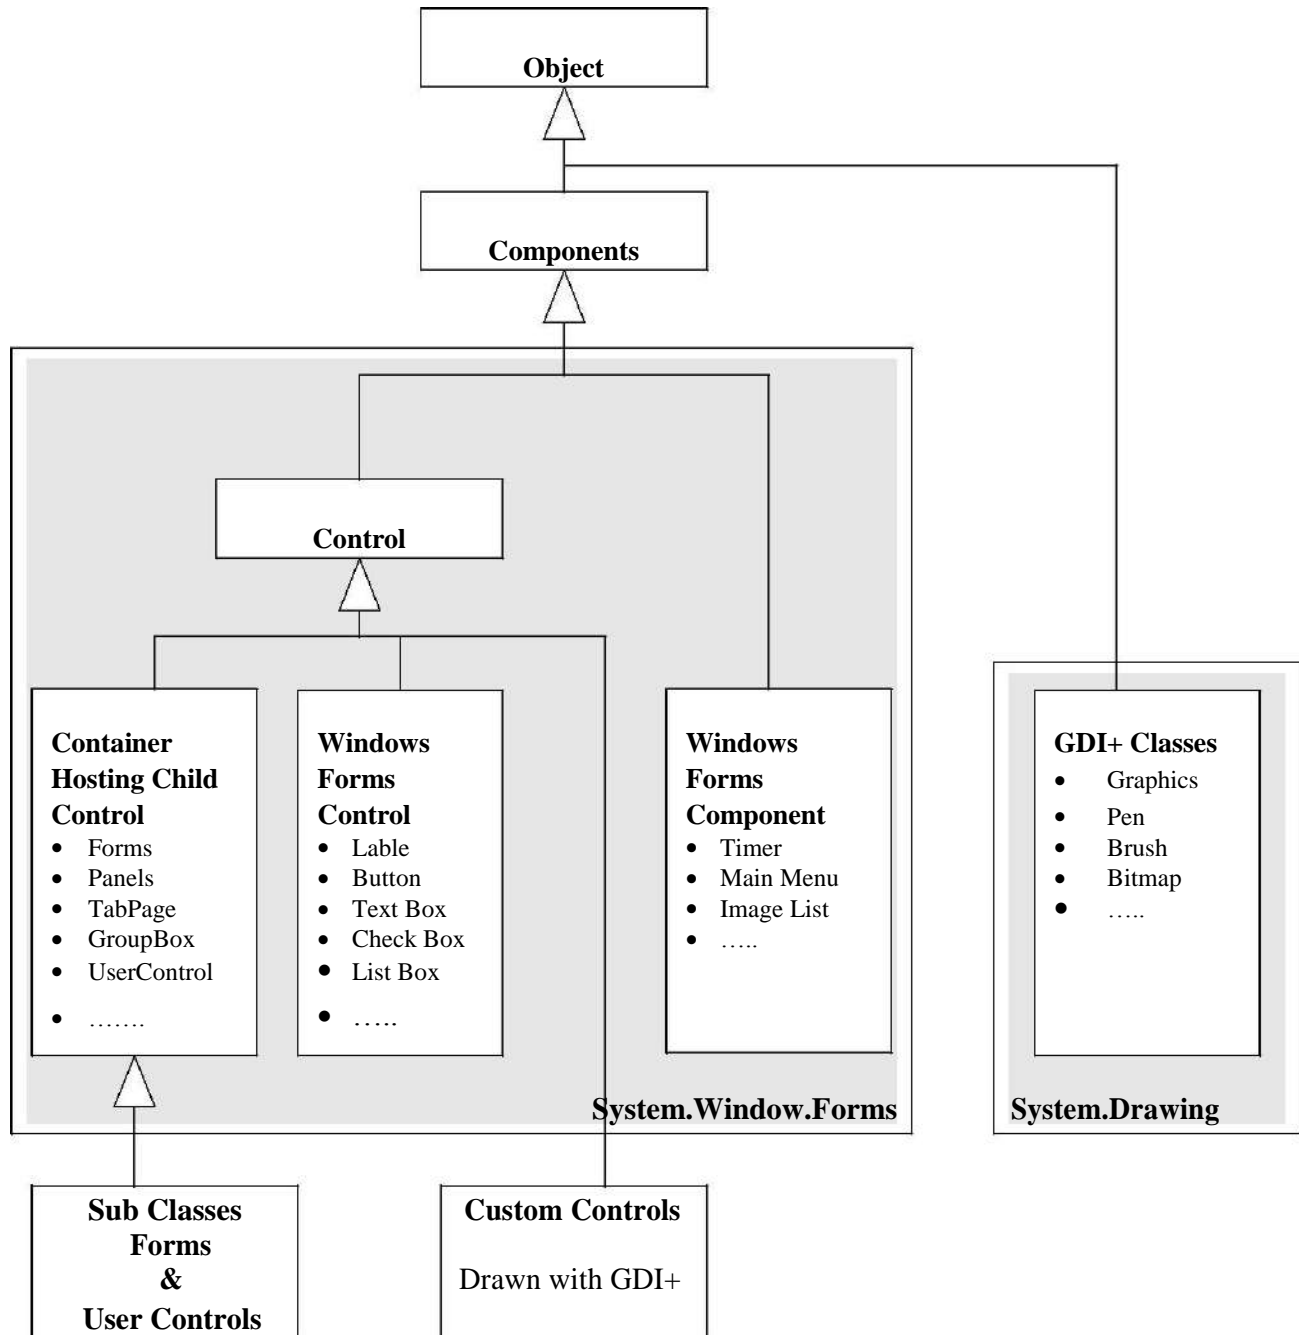 Object
Components
Control
Container
Hosting Child
Control
• Forms
• Panels
• TabPage
• GroupBox
• UserControl
• …….
Windows
Forms
Control
• Lable
• Button
• Text Box
• Check Box
• List Box
• …..
Windows
Forms
Component
• Timer
• Main Menu
• Image List
• …..
GDI+ Classes
• Graphics
• Pen
• Brush
• Bitmap
• …..
System.Window.Forms
System.Drawing
Sub Classes
Forms
&
User Controls
Custom Controls
Drawn with GDI+